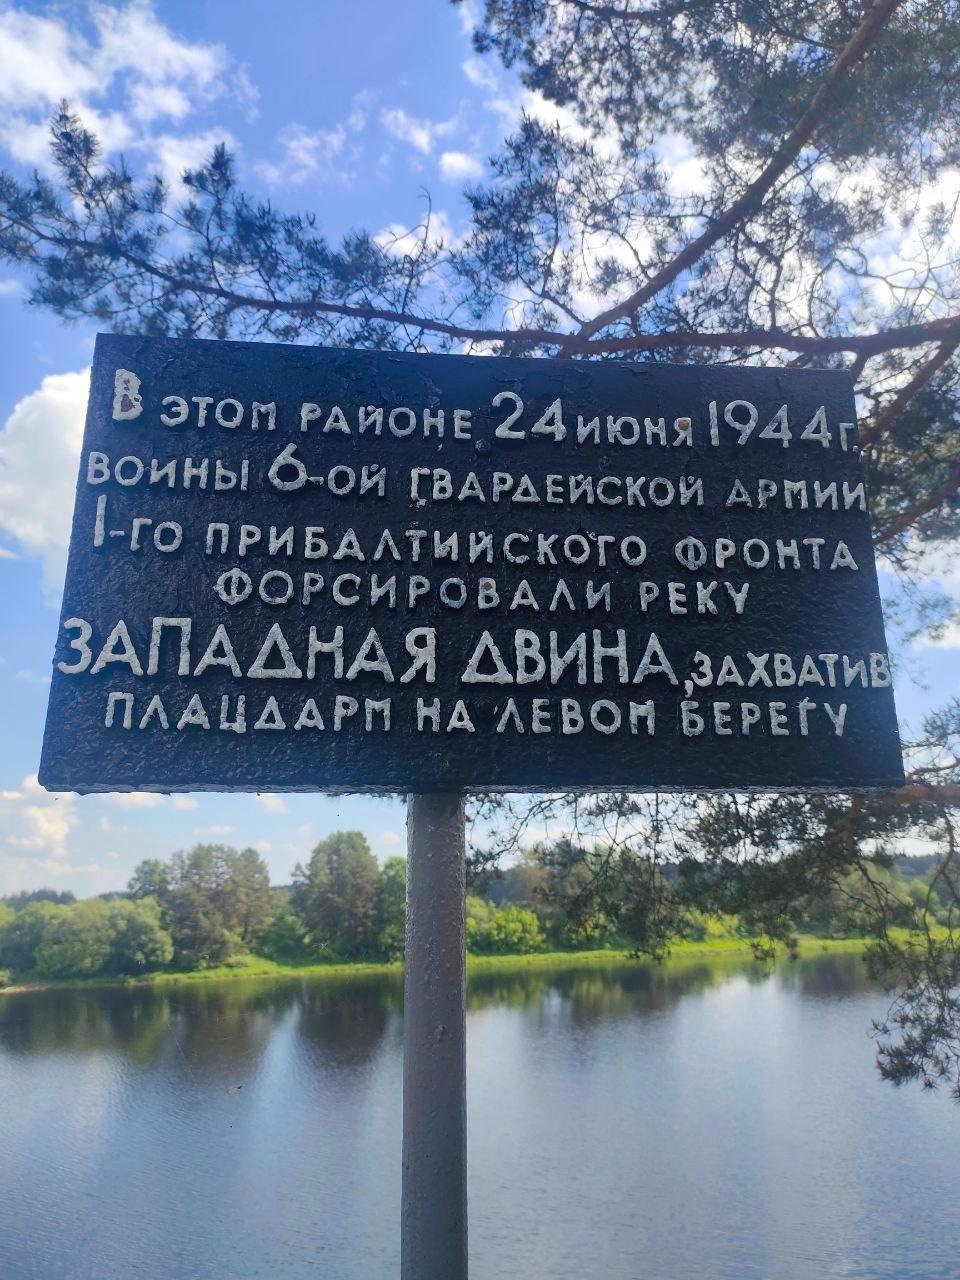 В ЭТОМ РАЙОНЕ 24 ИЮНЯ 1944 Г.
ВОИНЫ 6-ОЙ ГВАРДЕЙСКОЙ АРМИИ
1-ГО ПРИБАЛТИЙСКОГО ФРОНТА
ФОРСИРОВАЛИ РЕКУ
ЗАПАДНАЯ ДВИНА, ЗАХВАТИВ
ПЛАЦДАРМ НА ЛЕВОМ БЕРЕГУ